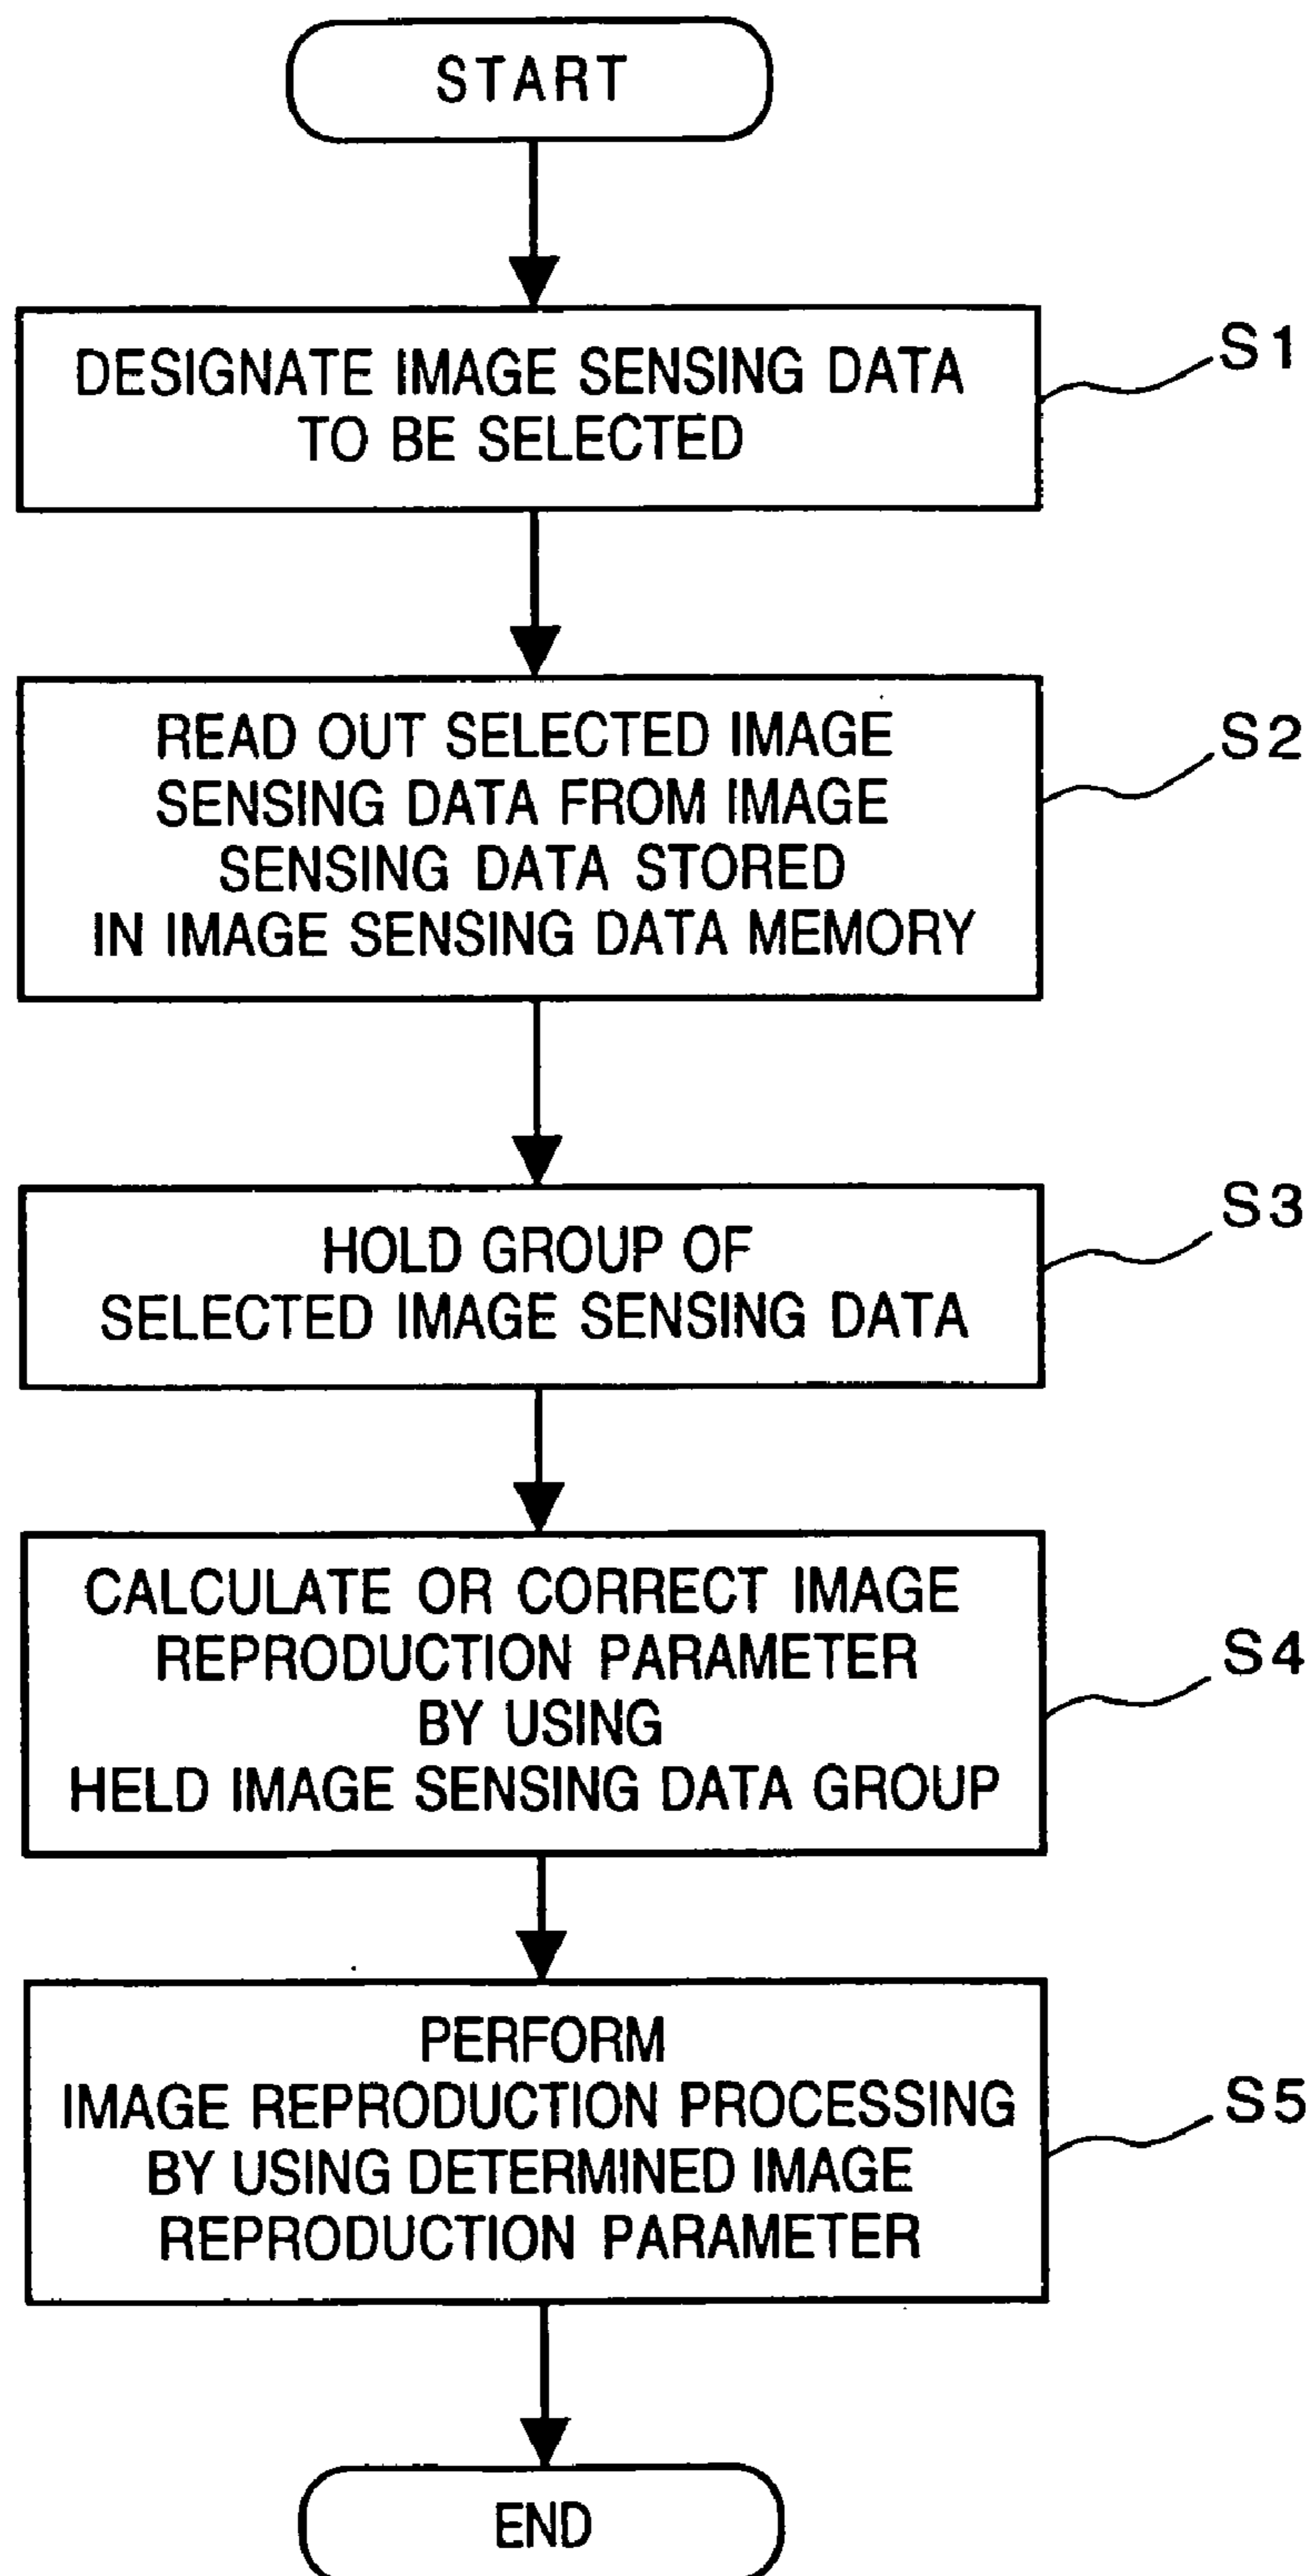 START
DESIGNATE IMAGE SENSING DATA
TO BE SELECTED
S1
READ OUT SELECTED IMAGE
SENSING DATA FROM IMAGE
SENSING DATA STORED
IN IMAGE SENSING DATA MEMORY
S2
HOLD GROUP OF
SELECTED IMAGE SENSING DATA
S3
CALCULATE OR CORRECT IMAGE
REPRODUCTION PARAMETER
BY USING
HELD IMAGE SENSING DATA GROUP
S4
PERFORM
IMAGE REPRODUCTION PROCESSING
BY USING DETERMINED IMAGE
REPRODUCTION PARAMETER
S5
END